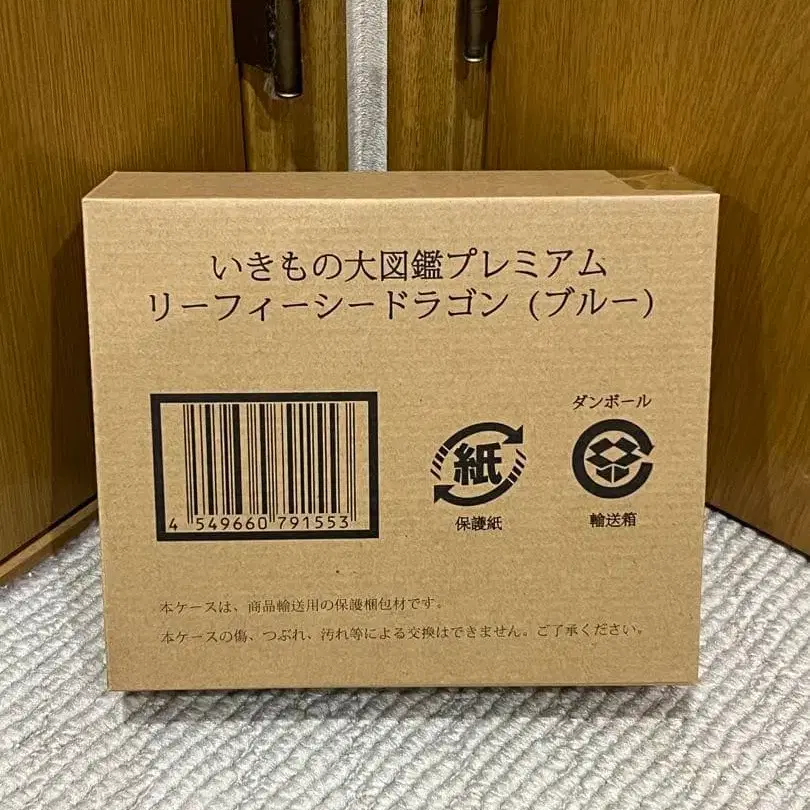 いきもの大図鑑プレミアム
リーフィーシードラゴン（ブルー）
4 549660 791553
紙
保護紙
ダンボール
輸送箱
本ケースは、商品輸送用の保護梱包材です。
本ケースの傷、つぶれ、汚れ等による交換はできません。ご了承ください。